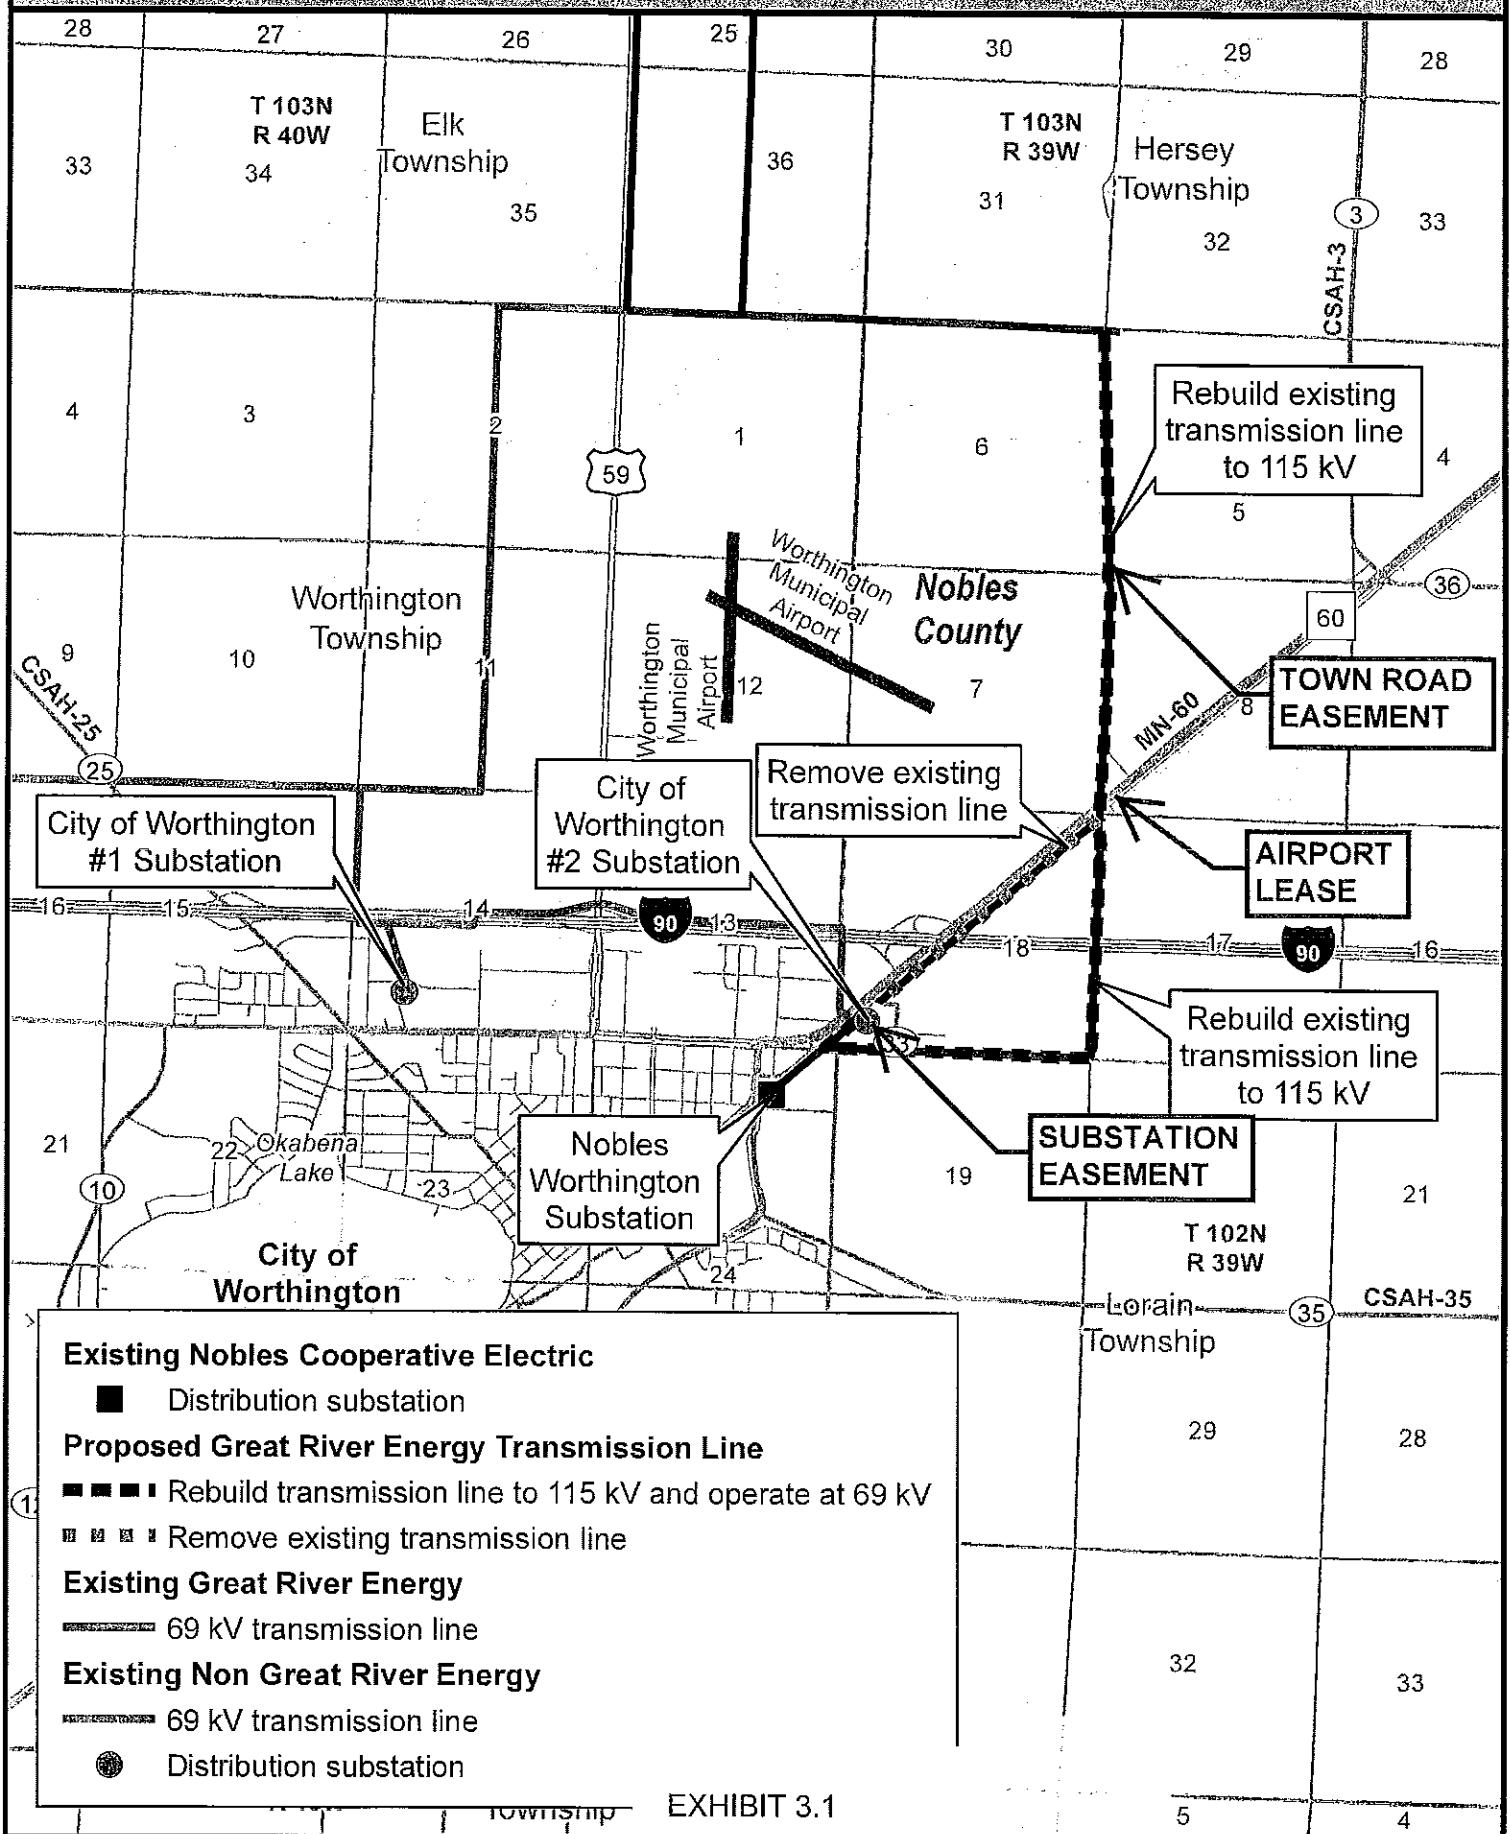 28
27
26
25
30
29
28
T 103N
R 40W
Elk
Township
T 103N
R 39W
Hersey
Township
33
34
35
36
31
32
3
33
CSAH-3
4
3
2
1
6
5
4
59
Rebuild existing
transmission line
to 115 kV
Worthington
Municipal
Airport
Nobles
County
36
60
Worthington
Township
Worthington
Municipal
Airport
9
10
11
12
7
8
TOWN ROAD
EASEMENT
CSAH-25
25
MN-60
City of Worthington
#1 Substation
City of
Worthington
#2 Substation
Remove existing
transmission line
AIRPORT
LEASE
16
15
14
90
13
18
17
90
16
Rebuild existing
transmission line
to 115 kV
21
22
Okabena
Lake
23
10
Nobles
Worthington
Substation
SUBSTATION
EASEMENT
19
21
T 102N
R 39W
City of
Worthington
24
Lorain
Township
35
CSAH-35
Existing Nobles Cooperative Electric
Distribution substation
Proposed Great River Energy Transmission Line
Rebuild transmission line to 115 kV and operate at 69 kV
Remove existing transmission line
Existing Great River Energy
69 kV transmission line
Existing Non Great River Energy
69 kV transmission line
Distribution substation
29
28
32
33
Township
EXHIBIT 3.1
5
4